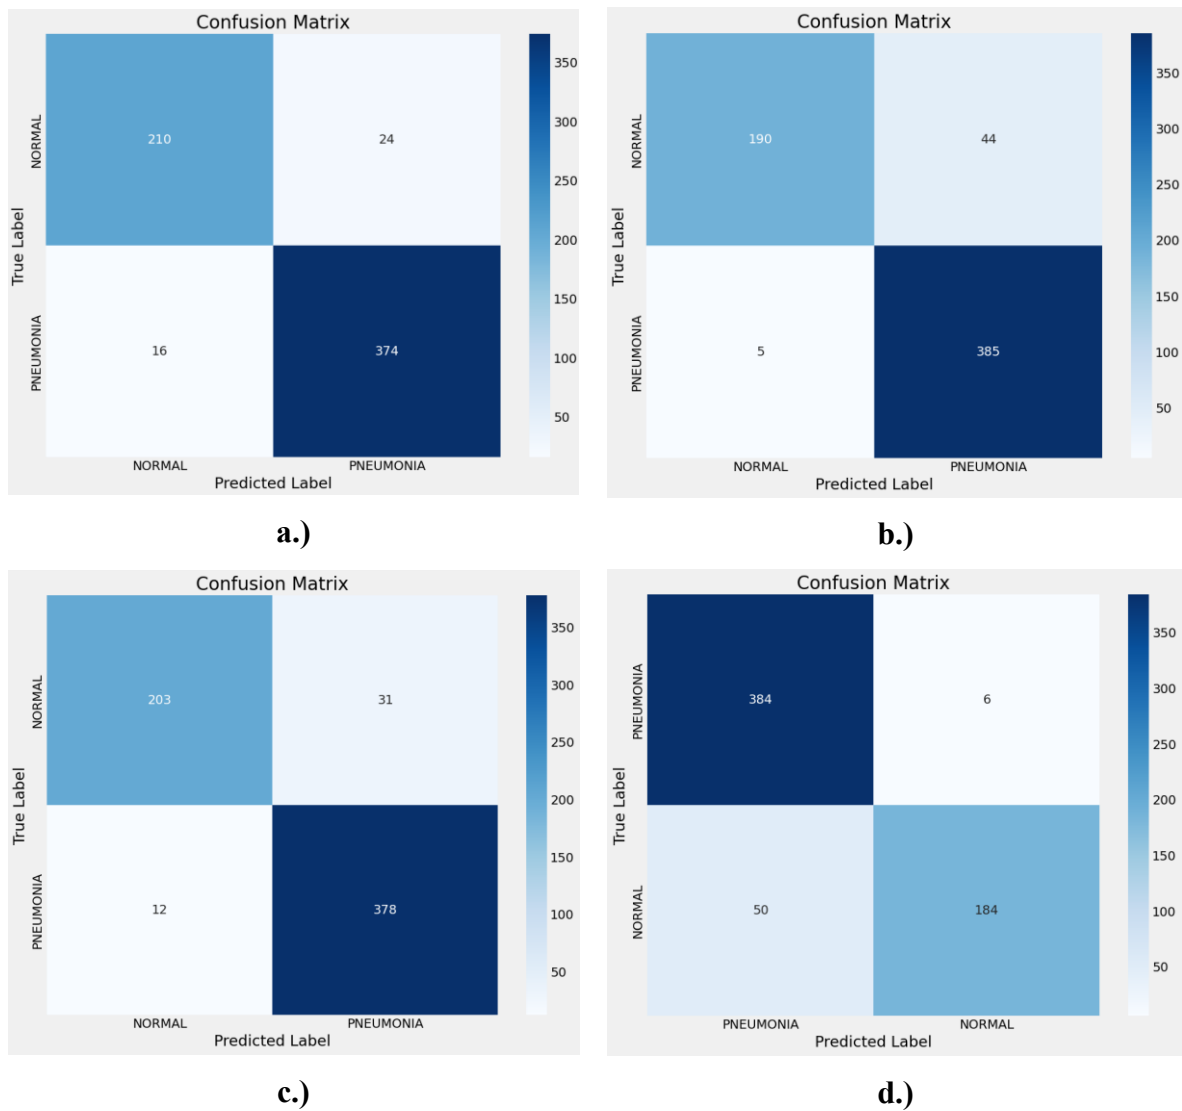 Confusion Matrix
NORMAL
PNEUMONIA
True Label
210 24
16 374
NORMAL PNEUMONIA
Predicted Label
350
300
250
200
150
100
50
a.)
Confusion Matrix
NORMAL
PNEUMONIA
True Label
190 44
5 385
NORMAL PNEUMONIA
Predicted Label
350
300
250
200
150
100
50
b.)
Confusion Matrix
NORMAL
PNEUMONIA
True Label
203 31
12 378
NORMAL PNEUMONIA
Predicted Label
350
300
250
200
150
100
50
c.)
Confusion Matrix
PNEUMONIA
NORMAL
True Label
384 6
50 184
PNEUMONIA NORMAL
Predicted Label
350
300
250
200
150
100
50
d.)